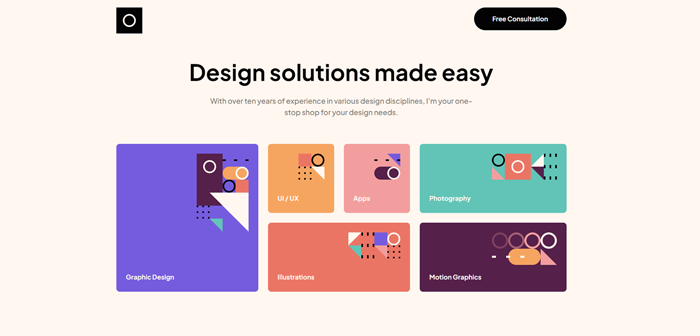 Free Consultation
Design solutions made easy
With over ten years of experience in various design disciplines, I'm your one-
stop shop for your design needs.
UI / UX
Apps
Photography
Graphic Design
Illustrations
Motion Graphics